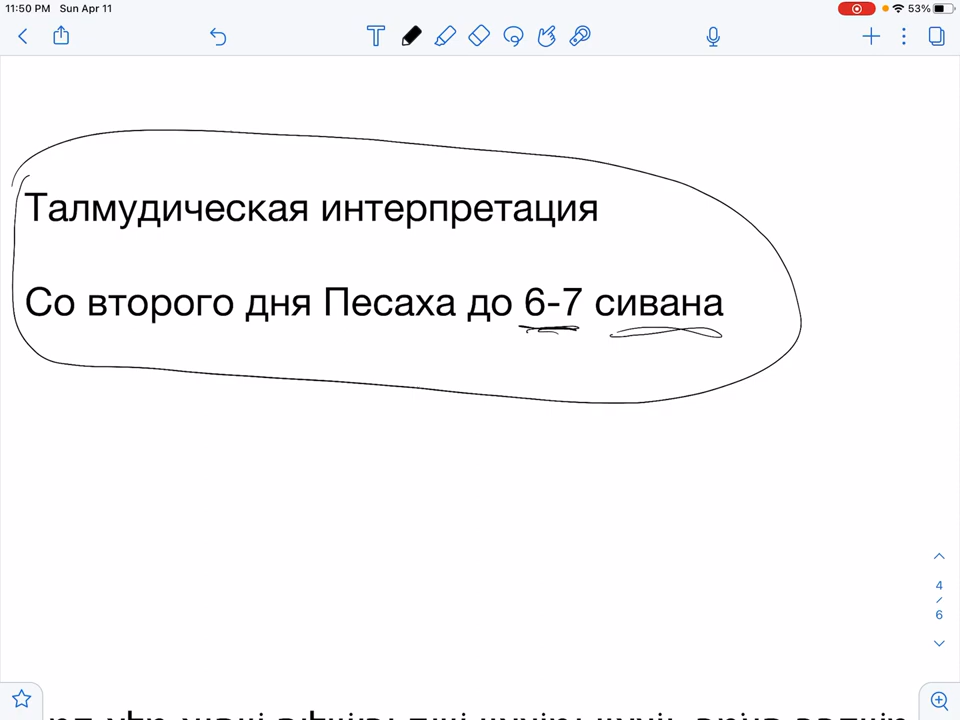 11:50 PM Sun Apr 11
53%
Талмудическая интерпретация
Со второго дня Песаха до 6-7 сивана
4
/
6